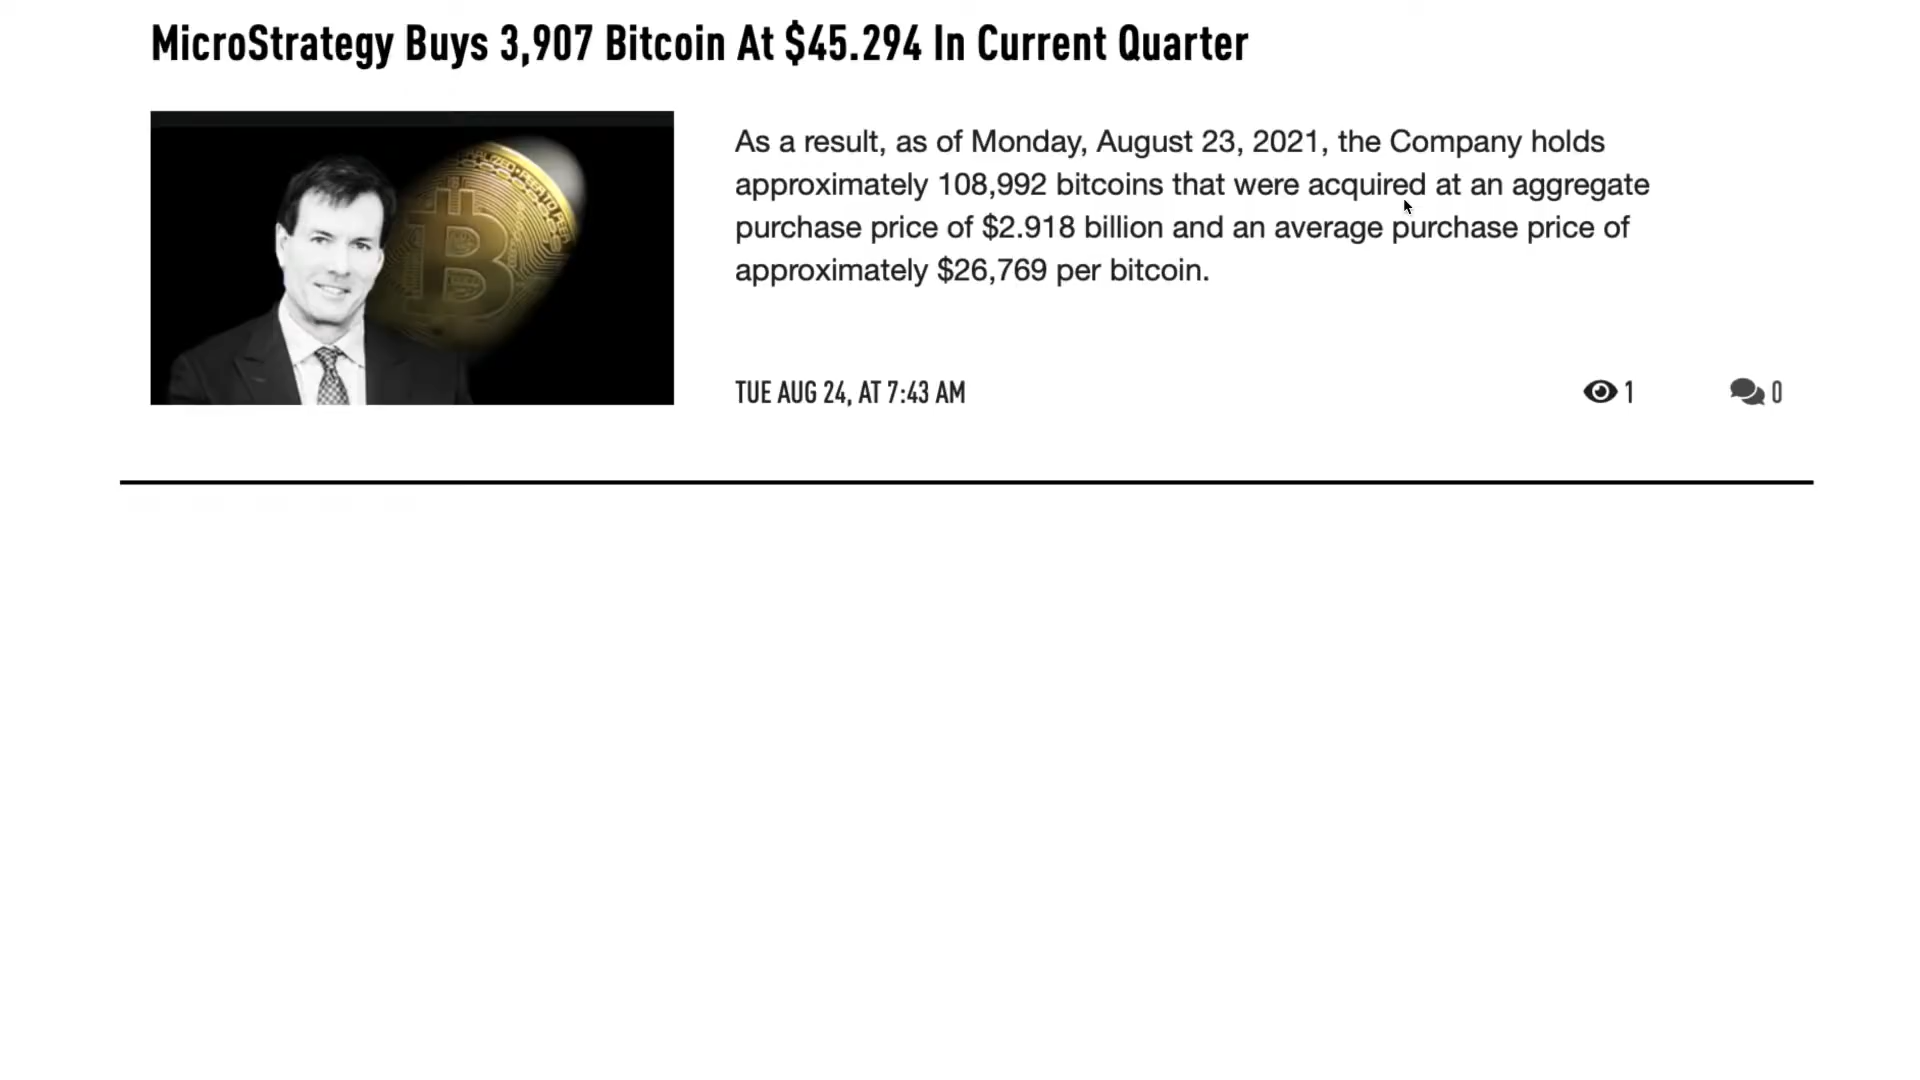 MicroStrategy Buys 3,907 Bitcoin At $45.294 In Current Quarter
As a result, as of Monday, August 23, 2021, the Company holds
approximately 108,992 bitcoins that were acquired at an aggregate
purchase price of $2.918 billion and an average purchase price of
approximately $26,769 per bitcoin.
TUE AUG 24, AT 7:43 AM
1
0